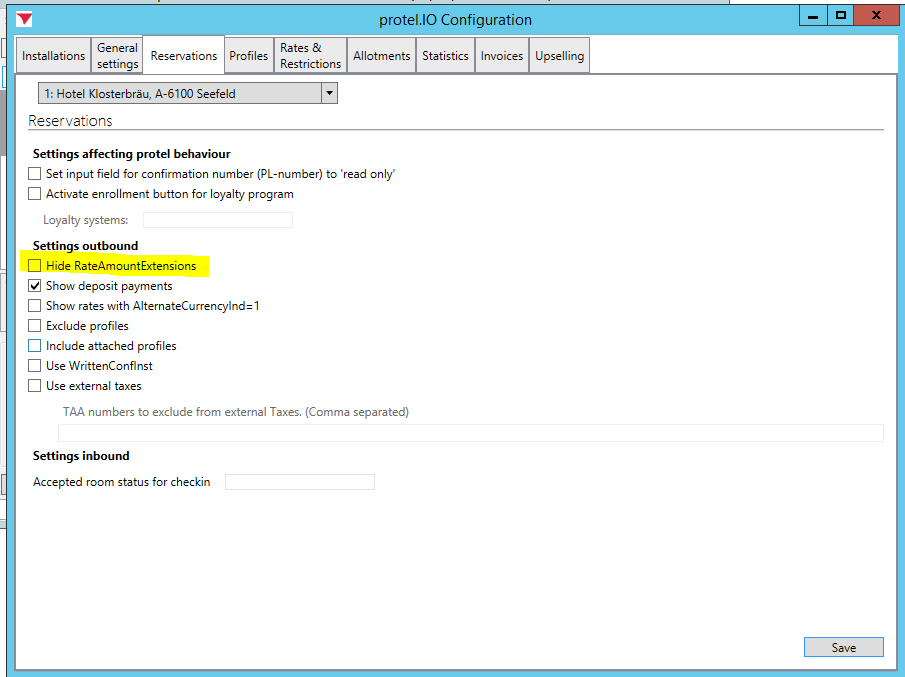 protel.IO Configuration
Installations
General settings
Reservations
Profiles
Rates & Restrictions
Allotments
Statistics
Invoices
Upselling
1: Hotel Klosterbräu, A-6100 Seefeld
Reservations
Settings affecting protel behaviour
Set input field for confirmation number (PL-number) to 'read only'
Activate enrollment button for loyalty program
Loyalty systems:
Settings outbound
Hide RateAmountExtensions
Show deposit payments
Show rates with AlternateCurrencyInd=1
Exclude profiles
Include attached profiles
Use WrittenConfInst
Use external taxes
TAA numbers to exclude from external Taxes. (Comma separated)
Settings inbound
Accepted room status for checkin
Save